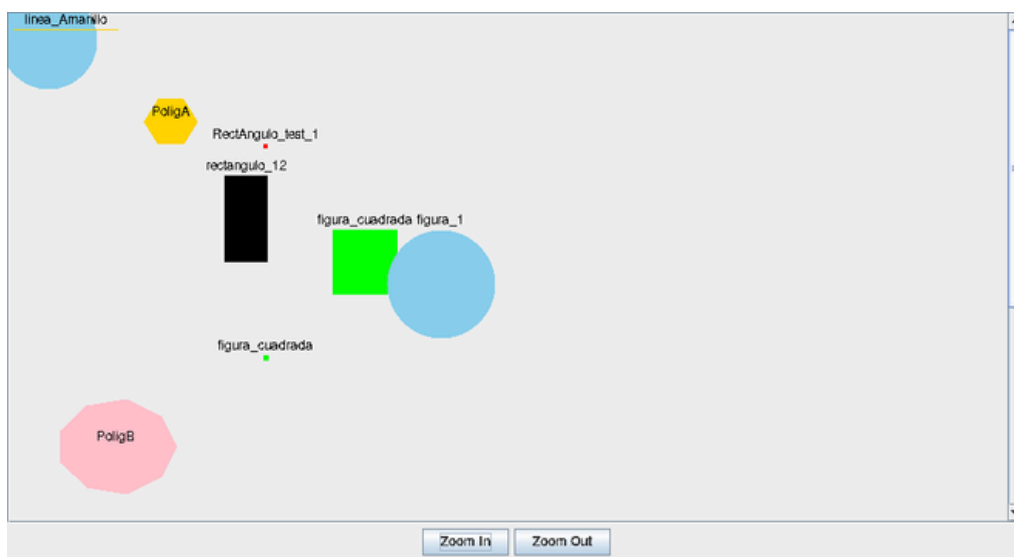 linea_Amarillo
PoligA
RectAngulo_test_1
rectangulo_12
figura_cuadrada figura_1
figura_cuadrada
PoligB
Zoom In Zoom Out